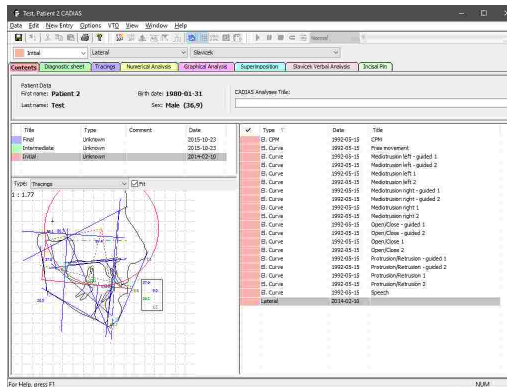 Test, Patient 2 CADIAS
Data Edit New Entry Options VTO View Window Help
Normal
Initial Lateral Slavicek
Contents Diagnostic sheet Tracings Numerical Analysis Graphical Analysis Superimposition Slavicek Verbal Analysis Incisal Pin
Patient Data
First name: Patient 2 Birth date: 1980-01-31
Last name: Test Sex: Male (36,9)
CADIAS Analyses Title:
Title Type Comment Date
Final Unknown 2015-10-23
Intermediate Unknown 2015-10-23
Initial Unknown 2014-02-10
Type: Tracings Fit
1 : 1.77
✓ Type Date Title
El. CPM 1992-05-15 CPM
El. Curve 1992-05-15 Free movement
El. Curve 1992-05-15 Mediotrusion left - guided 1
El. Curve 1992-05-15 Mediotrusion left - guided 2
El. Curve 1992-05-15 Mediotrusion left 1
El. Curve 1992-05-15 Mediotrusion left 2
El. Curve 1992-05-15 Mediotrusion right - guided 1
El. Curve 1992-05-15 Mediotrusion right - guided 2
El. Curve 1992-05-15 Mediotrusion right 1
El. Curve 1992-05-15 Mediotrusion right 2
El. Curve 1992-05-15 Open/Close - guided 1
El. Curve 1992-05-15 Open/Close - guided 2
El. Curve 1992-05-15 Open/Close 1
El. Curve 1992-05-15 Open/Close 2
El. Curve 1992-05-15 Protrusion/Retrusion - guided 1
El. Curve 1992-05-15 Protrusion/Retrusion - guided 2
El. Curve 1992-05-15 Protrusion/Retrusion 1
El. Curve 1992-05-15 Protrusion/Retrusion 2
El. Curve 1992-05-15 Speech
Lateral 2014-02-10
For Help, press F1 NUM